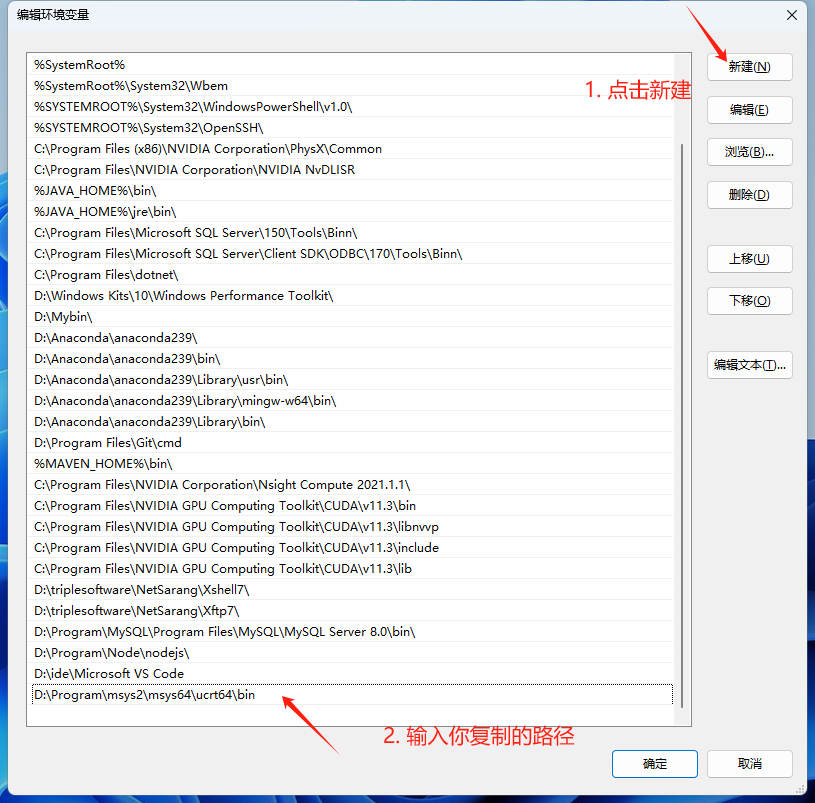 编辑环境变量
%SystemRoot%
%SystemRoot%\System32\Wbem
%SYSTEMROOT%\System32\WindowsPowerShell\v1.0\
%SYSTEMROOT%\System32\OpenSSH\
C:\Program Files (x86)\NVIDIA Corporation\PhysX\Common
C:\Program Files\NVIDIA Corporation\NVIDIA NvDLISR
%JAVA_HOME%\bin\
%JAVA_HOME%\jre\bin\
C:\Program Files\Microsoft SQL Server\150\Tools\Binn\
C:\Program Files\Microsoft SQL Server\Client SDK\ODBC\170\Tools\Binn\
C:\Program Files\dotnet\
D:\Windows Kits\10\Windows Performance Toolkit\
D:\Mybin\
D:\Anaconda\anaconda239\
D:\Anaconda\anaconda239\bin\
D:\Anaconda\anaconda239\Library\usr\bin\
D:\Anaconda\anaconda239\Library\mingw-w64\bin\
D:\Anaconda\anaconda239\Library\bin\
D:\Program Files\Git\cmd
%MAVEN_HOME%\bin\
C:\Program Files\NVIDIA Corporation\Nsight Compute 2021.1.1\
C:\Program Files\NVIDIA GPU Computing Toolkit\CUDA\v11.3\bin
C:\Program Files\NVIDIA GPU Computing Toolkit\CUDA\v11.3\libnvvp
C:\Program Files\NVIDIA GPU Computing Toolkit\CUDA\v11.3\include
C:\Program Files\NVIDIA GPU Computing Toolkit\CUDA\v11.3\lib
D:\triplesoftware\NetSarang\Xshell7\
D:\triplesoftware\NetSarang\Xftp7\
D:\Program\MySQL\Program Files\MySQL\MySQL Server 8.0\bin\
D:\Program\Node\nodejs\
D:\ide\Microsoft VS Code
D:\Program\msys2\msys64\ucrt64\bin
1. 点击新建
2. 输入你复制的路径
新建(N)
编辑(E)
浏览(B)...
删除(D)
上移(U)
下移(O)
编辑文本(T)...
确定
取消